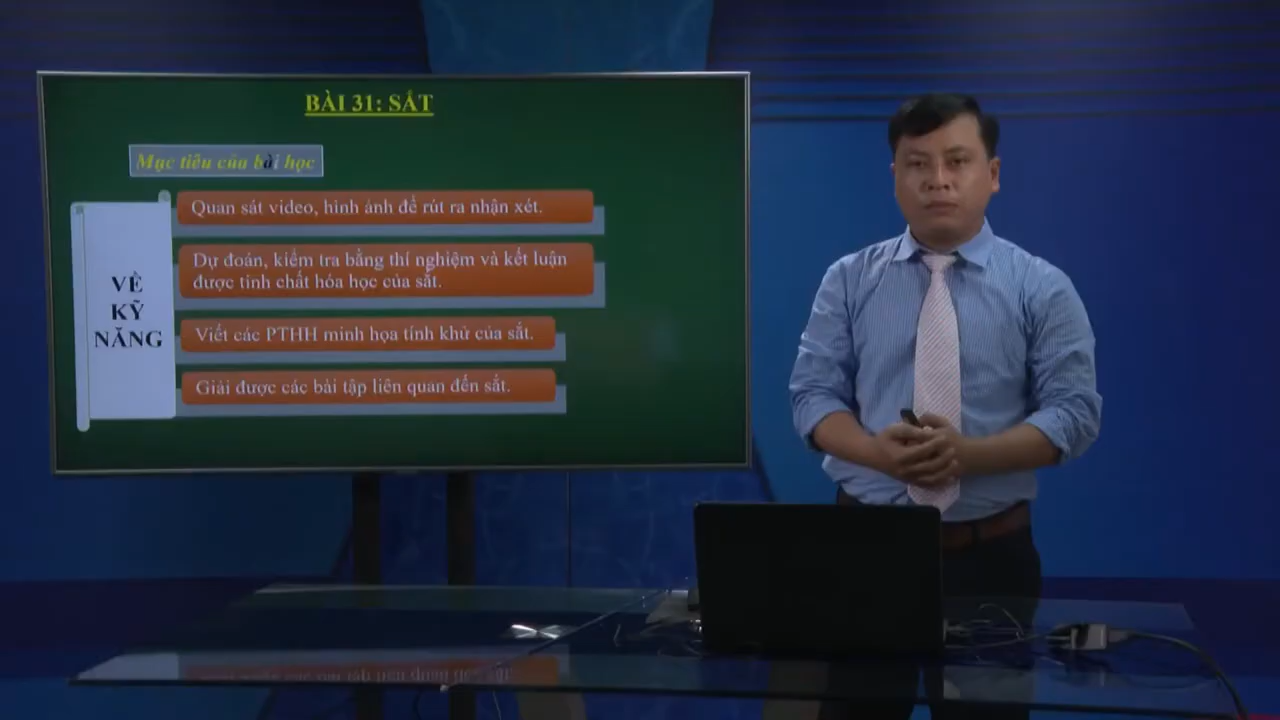 BÀI 31: SẮT
Mục tiêu của bài học
VỀ
KỸ
NĂNG
Quan sát video, hình ảnh để rút ra nhận xét.
Dự đoán, kiểm tra bằng thí nghiệm và kết luận
được tính chất hóa học của sắt.
Viết các PTHH minh họa tính khử của sắt.
Giải được các bài tập liên quan đến sắt.